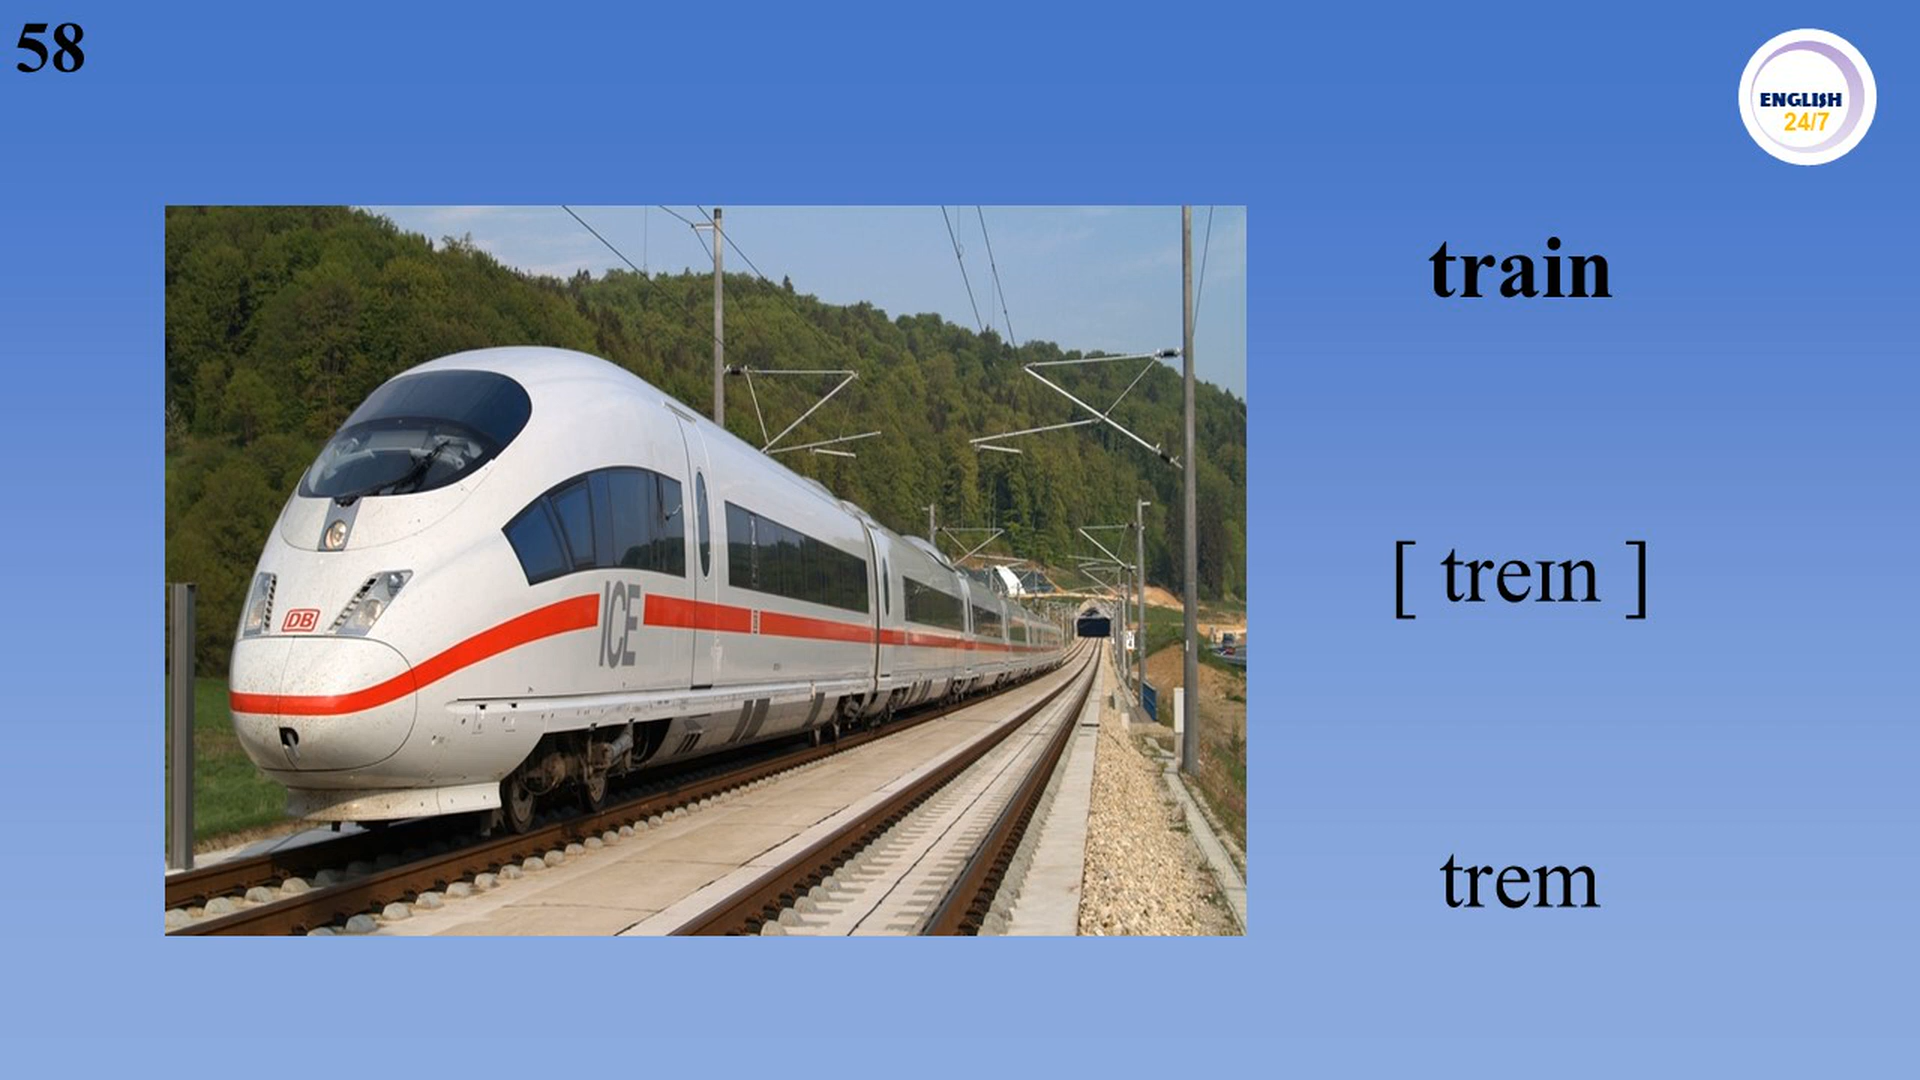 58
ENGLISH
24/7
train
[ treɪn ]
trem
ICE
DB